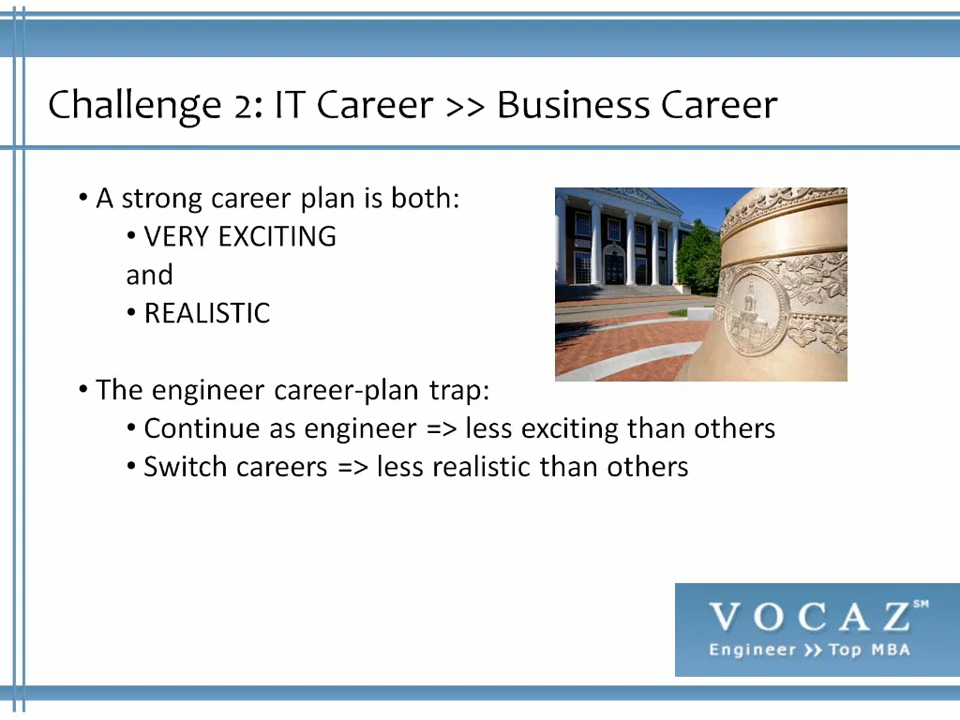 Challenge 2: IT Career >> Business Career
• A strong career plan is both:
• VERY EXCITING
and
• REALISTIC
• The engineer career-plan trap:
• Continue as engineer => less exciting than others
• Switch careers => less realistic than others
VOCAZ℠
Engineer >> Top MBA